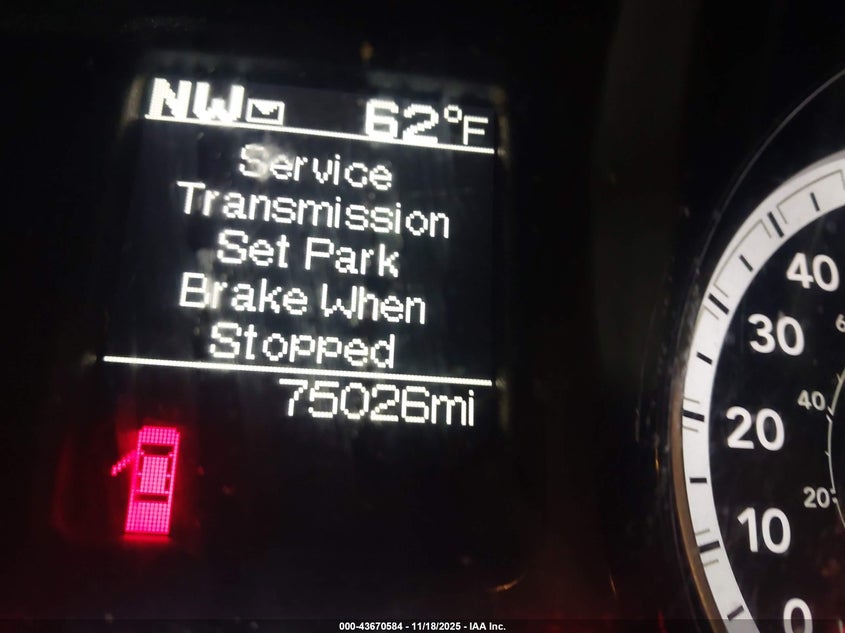 NW 62°F
Service
Transmission
Set Park
Brake When
Stopped
75026mi
40
30
20
10
0
40
20
000-43670584 - 11/18/2025 - IAA Inc.